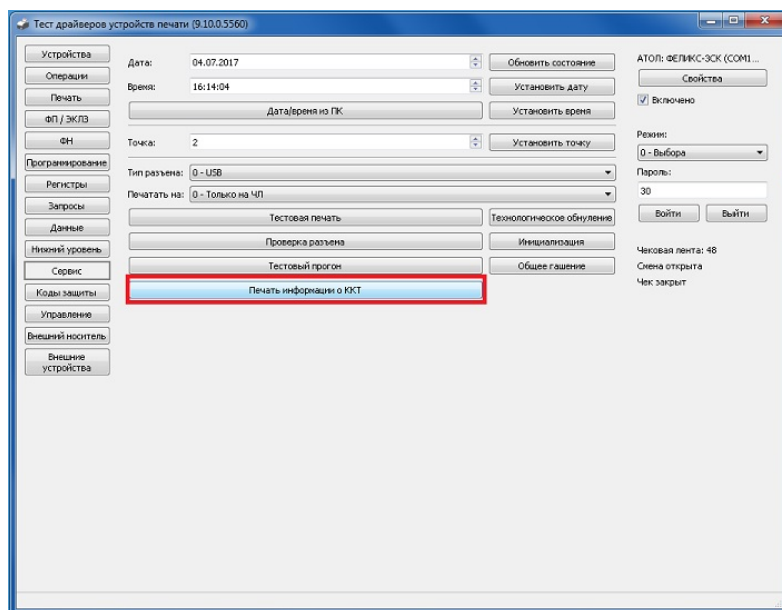 Тест драйверов устройств печати (9.10.0.5560)
Устройства
Операции
Печать
ФП / ЭКЛЗ
ФН
Программирование
Регистры
Запросы
Данные
Нижний уровень
Сервис
Коды защиты
Управление
Внешний носитель
Внешние
устройства
Дата: 04.07.2017 Обновить состояние
Время: 16:14:04 Установить дату
Дата/время из ПК Установить время
Точка: 2 Установить точку
Тип разъема: 0 - USB
Печатать на: 0 - Только на ЧЛ
Тестовая печать Технологическое обнуление
Проверка разъема Инициализация
Тестовый прогон Общее гашение
Печать информации о ККТ
АТОЛ: ФЕЛИКС-3СК (COM1...
Свойства
Включено
Режим:
0 - Выбора
Пароль:
30
Войти Выйти
Чековая лента: 48
Смена открыта
Чек закрыт